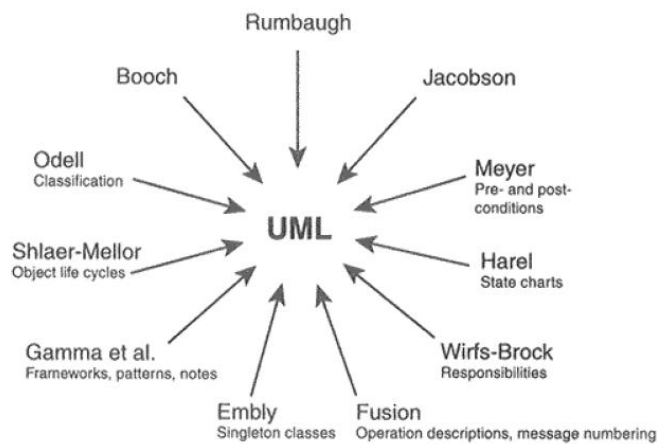 Rumbaugh
Booch
Jacobson
Odell
Classification
Meyer
Pre- and post-
conditions
UML
Shlaer-Mellor
Object life cycles
Harel
State charts
Gamma et al.
Frameworks, patterns, notes
Wirfs-Brock
Responsibilities
Embly
Singleton classes
Fusion
Operation descriptions, message numbering